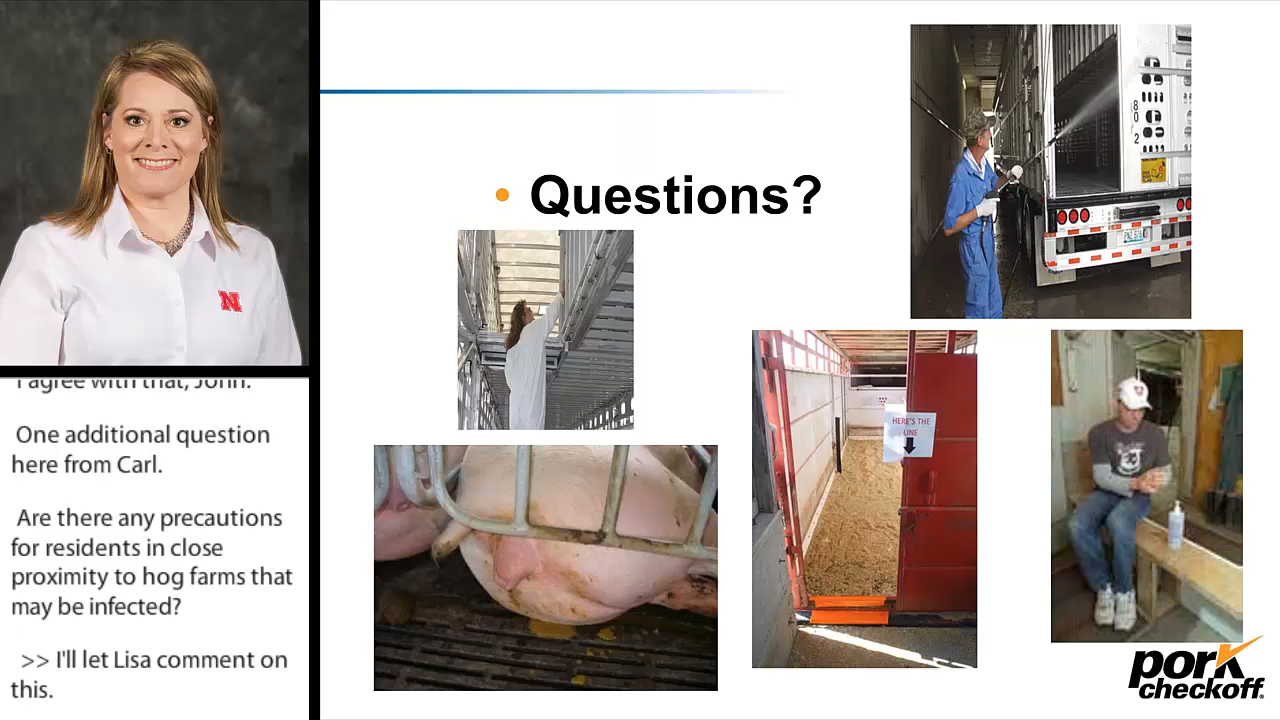 N
I agree with that, John.
One additional question
here from Carl.
Are there any precautions
for residents in close
proximity to hog farms that
may be infected?
>> I'll let Lisa comment on
this.
• Questions?
802
HERE'S THE
LINE
pork
checkoff